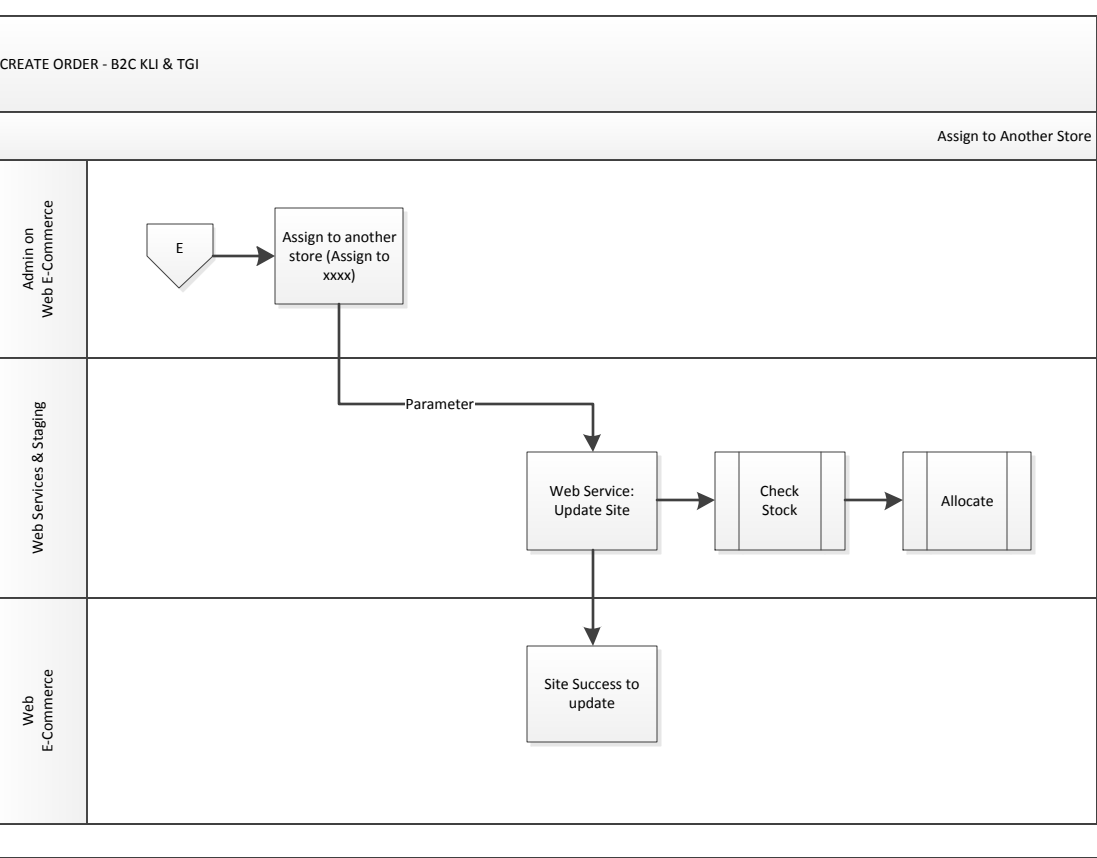 CREATE ORDER - B2C KLI & TGI
Assign to Another Store
Admin on
Web E-Commerce
E
Assign to another
store (Assign to
xxxx)
Web Services & Staging
Parameter
Web Service:
Update Site
Check
Stock
Allocate
Web
E-Commerce
Site Success to
update